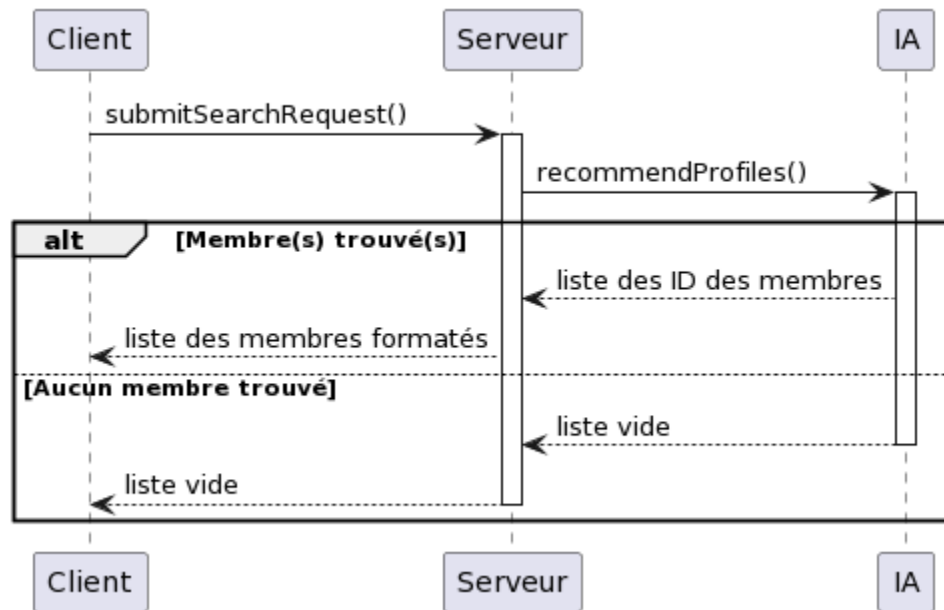 Client Serveur IA
submitSearchRequest()
recommendProfiles()
alt [Membre(s) trouvé(s)]
liste des ID des membres
liste des membres formatés
[Aucun membre trouvé]
liste vide
liste vide
Client Serveur IA